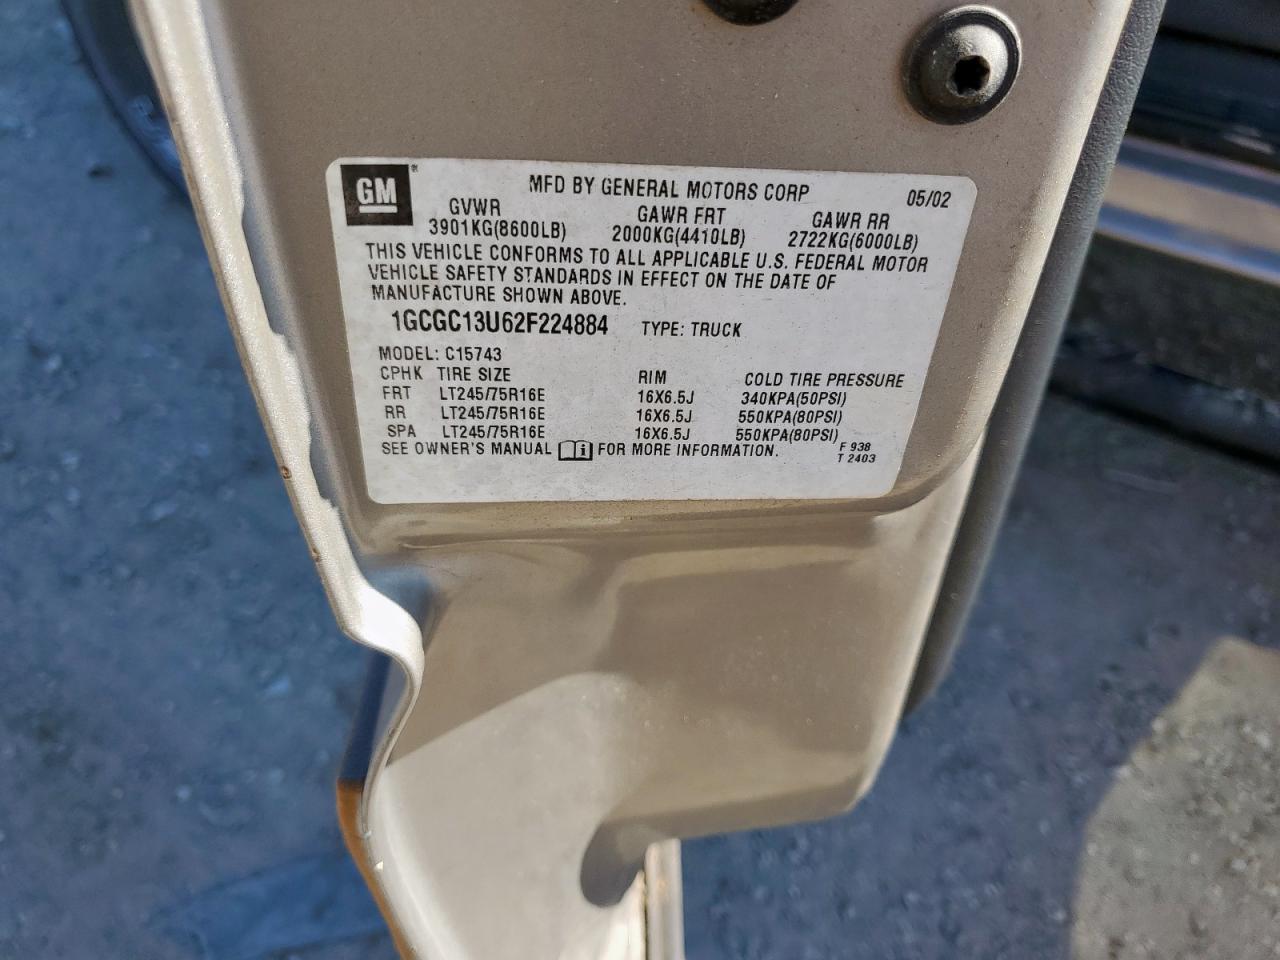 GM® MFD BY GENERAL MOTORS CORP 05/02
GVWR GAWR FRT GAWR RR
3901KG(8600LB) 2000KG(4410LB) 2722KG(6000LB)
THIS VEHICLE CONFORMS TO ALL APPLICABLE U.S. FEDERAL MOTOR
VEHICLE SAFETY STANDARDS IN EFFECT ON THE DATE OF
MANUFACTURE SHOWN ABOVE.
1GCGC13U62F224884 TYPE: TRUCK
MODEL: C15743
CPHK TIRE SIZE RIM COLD TIRE PRESSURE
FRT LT245/75R16E 16X6.5J 340KPA(50PSI)
RR LT245/75R16E 16X6.5J 550KPA(80PSI)
SPA LT245/75R16E 16X6.5J 550KPA(80PSI)
SEE OWNER'S MANUAL i FOR MORE INFORMATION. F 938
T 2403